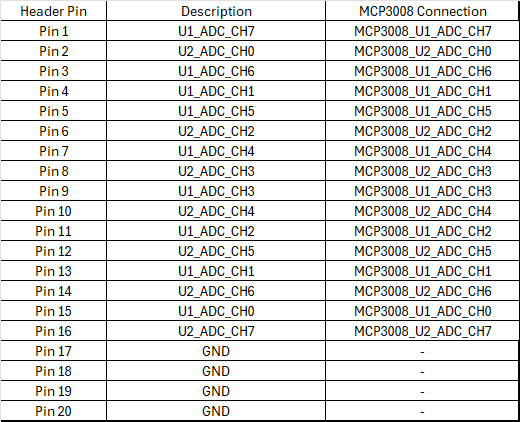 Header Pin Description MCP3008 Connection
Pin 1 U1_ADC_CH7 MCP3008_U1_ADC_CH7
Pin 2 U2_ADC_CH0 MCP3008_U2_ADC_CH0
Pin 3 U1_ADC_CH6 MCP3008_U1_ADC_CH6
Pin 4 U1_ADC_CH1 MCP3008_U1_ADC_CH1
Pin 5 U1_ADC_CH5 MCP3008_U1_ADC_CH5
Pin 6 U2_ADC_CH2 MCP3008_U2_ADC_CH2
Pin 7 U1_ADC_CH4 MCP3008_U1_ADC_CH4
Pin 8 U2_ADC_CH3 MCP3008_U2_ADC_CH3
Pin 9 U1_ADC_CH3 MCP3008_U1_ADC_CH3
Pin 10 U2_ADC_CH4 MCP3008_U2_ADC_CH4
Pin 11 U1_ADC_CH2 MCP3008_U1_ADC_CH2
Pin 12 U2_ADC_CH5 MCP3008_U2_ADC_CH5
Pin 13 U1_ADC_CH1 MCP3008_U1_ADC_CH1
Pin 14 U2_ADC_CH6 MCP3008_U2_ADC_CH6
Pin 15 U1_ADC_CH0 MCP3008_U1_ADC_CH0
Pin 16 U2_ADC_CH7 MCP3008_U2_ADC_CH7
Pin 17 GND -
Pin 18 GND -
Pin 19 GND -
Pin 20 GND -